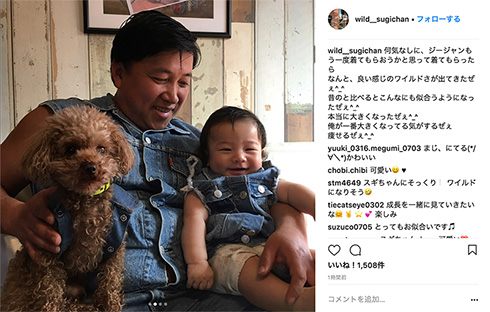 wild__sugichan • フォローする
wild__sugichan 何気なしに、ジージャンも
う一度着てもらおうかと思って着てもらった
ら
なんと、良い感じのワイルドさが出てきたぜ
ぇ^_^
昔のと比べるとこんなにも似合うようになっ
たぜぇ^_^
本当に大きくなったぜぇ^_^
俺が一番大きくなってる気がするぜぇ
痩せるぜぇ^_^
yuuki_0316.megumi_0703 まじ、にてる(*/
∀＼*)かわいい
chobi.chibi 可愛い😄 ♥
stm4649 スギちゃんにそっくり❕ ワイルド
になりそう🤣
tiecatseye0302 成長を一緒に見ていきたいな
楽しみ
suzuco0705 とってもお似合いです🎵
いいね！1,508件
1時間前
コメントを追加...